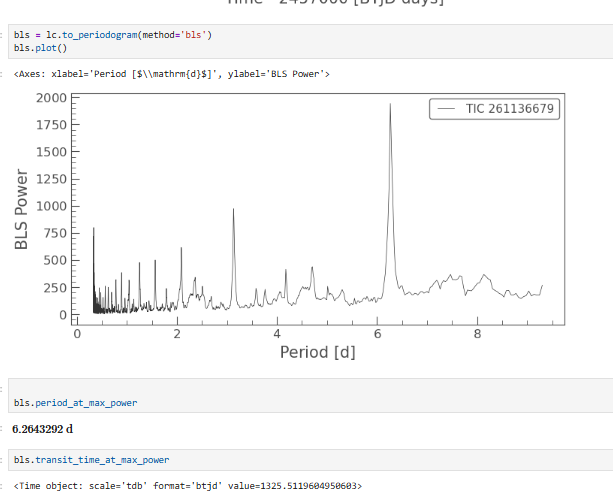 Time - 2457000 [BTJD days]
: bls = lc.to_periodogram(method='bls')
bls.plot()
: <Axes: xlabel='Period [$\\mathrm{d}$]', ylabel='BLS Power'>
TIC 261136679
2000
1750
1500
1250
1000
750
500
250
0
BLS Power
0 2 4 6 8
Period [d]
:
bls.period_at_max_power
: 6.2643292 d
: bls.transit_time_at_max_power
: <Time object: scale='tdb' format='btjd' value=1325.5119604950603>